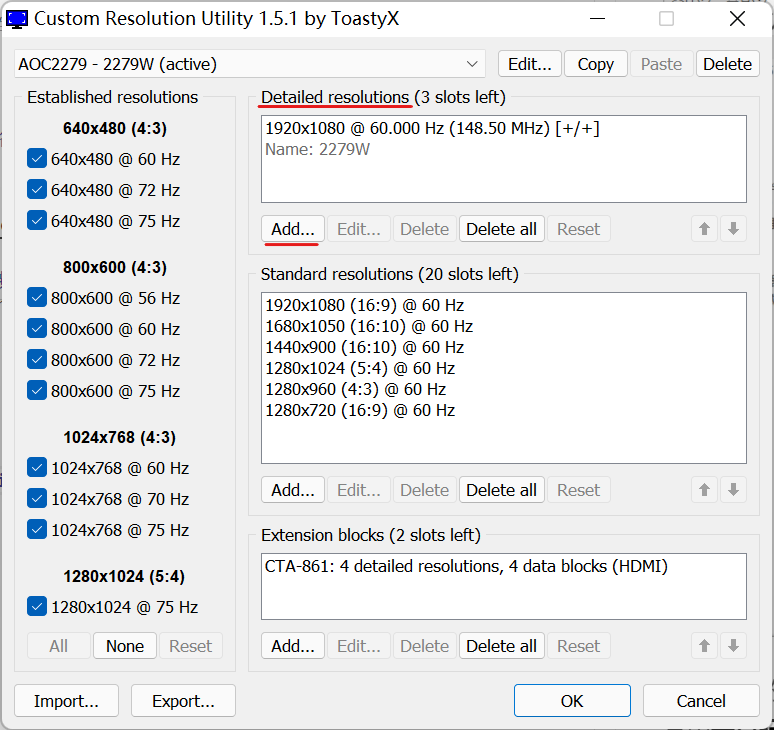 Custom Resolution Utility 1.5.1 by ToastyX
AOC2279 - 2279W (active)
Edit... Copy Paste Delete
Established resolutions
640x480 (4:3)
640x480 @ 60 Hz
640x480 @ 72 Hz
640x480 @ 75 Hz
800x600 (4:3)
800x600 @ 56 Hz
800x600 @ 60 Hz
800x600 @ 72 Hz
800x600 @ 75 Hz
1024x768 (4:3)
1024x768 @ 60 Hz
1024x768 @ 70 Hz
1024x768 @ 75 Hz
1280x1024 (5:4)
1280x1024 @ 75 Hz
All None Reset
Detailed resolutions (3 slots left)
1920x1080 @ 60.000 Hz (148.50 MHz) [+/+]
Name: 2279W
Add... Edit... Delete Delete all Reset
Standard resolutions (20 slots left)
1920x1080 (16:9) @ 60 Hz
1680x1050 (16:10) @ 60 Hz
1440x900 (16:10) @ 60 Hz
1280x1024 (5:4) @ 60 Hz
1280x960 (4:3) @ 60 Hz
1280x720 (16:9) @ 60 Hz
Add... Edit... Delete Delete all Reset
Extension blocks (2 slots left)
CTA-861: 4 detailed resolutions, 4 data blocks (HDMI)
Add... Edit... Delete Delete all Reset
Import... Export... OK Cancel